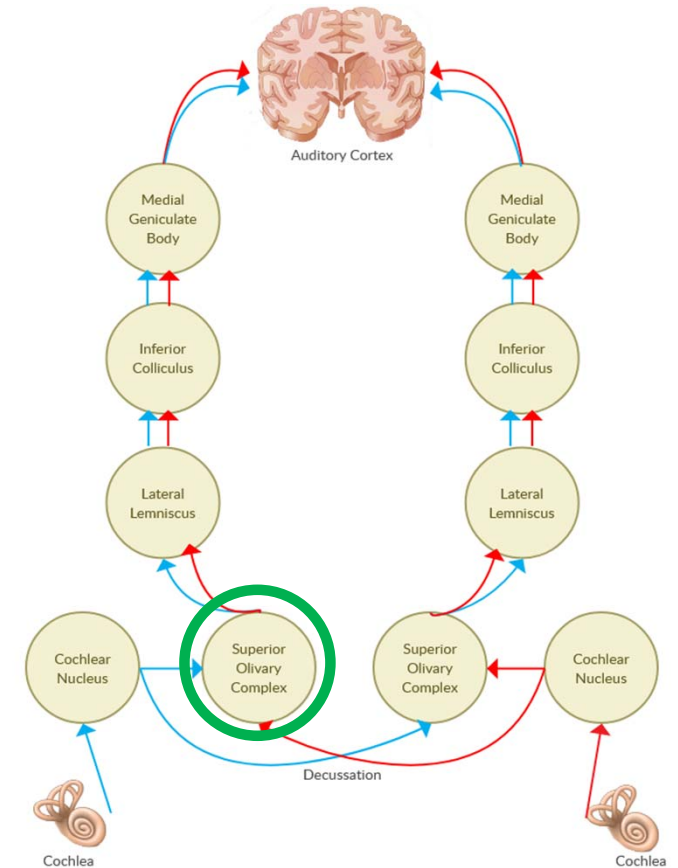 Auditory Cortex
Medial
Geniculate
Body
Medial
Geniculate
Body
Inferior
Colliculus
Inferior
Colliculus
Lateral
Lemniscus
Lateral
Lemniscus
Cochlear
Nucleus
Superior
Olivary
Complex
Superior
Olivary
Complex
Cochlear
Nucleus
Decussation
Cochlea
Cochlea